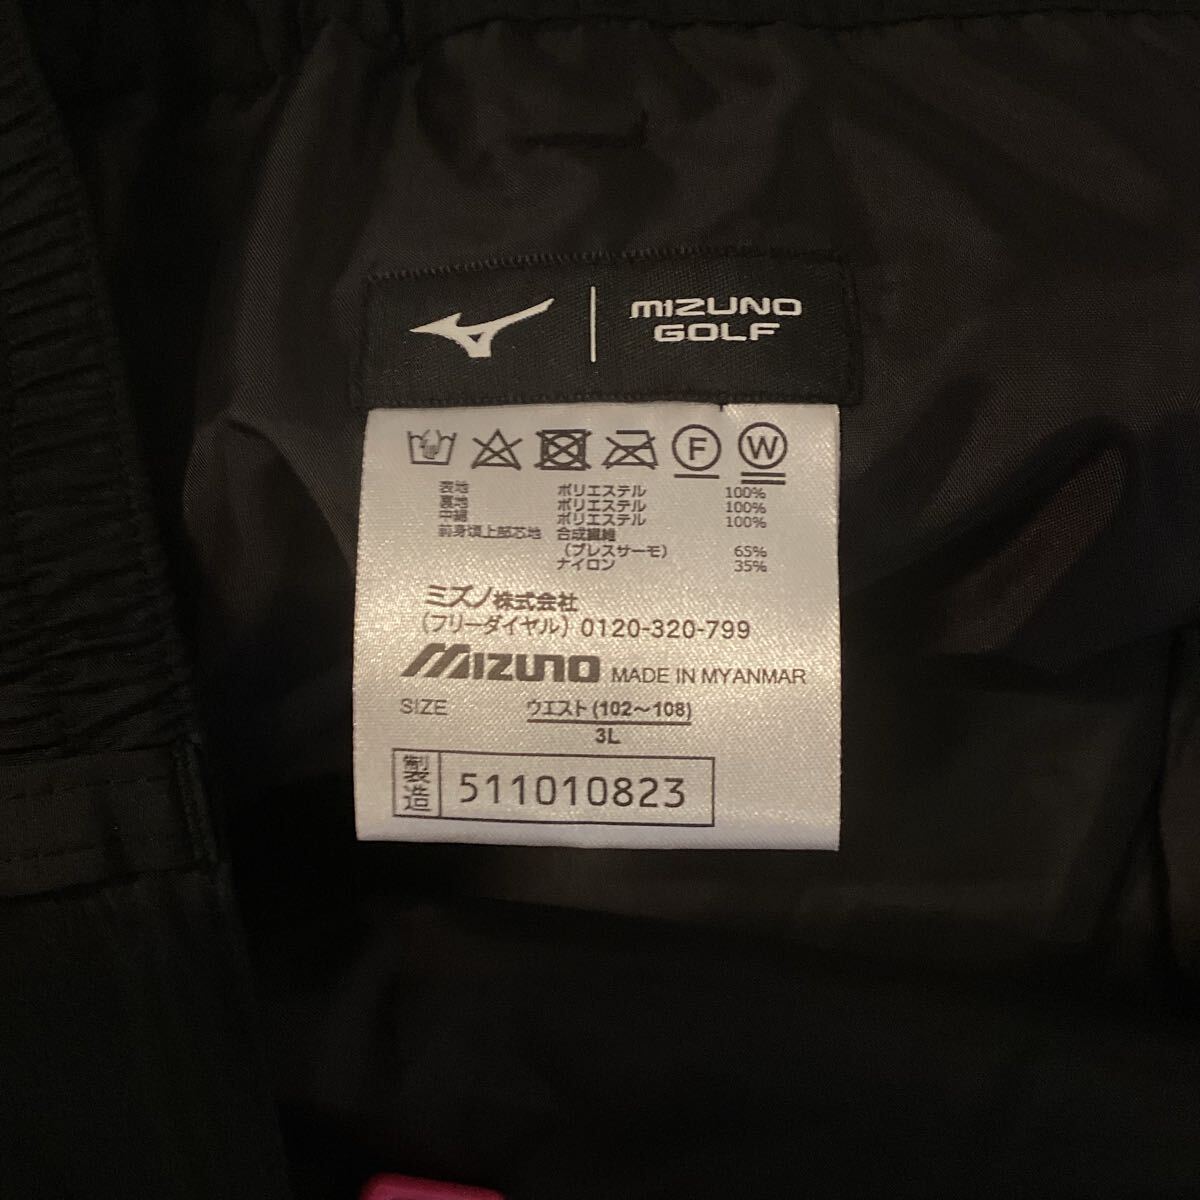 MIZUNO
GOLF
F W
表地 ポリエステル 100%
裏地 ポリエステル 100%
中綿 ポリエステル 100%
前身頃上部芯地 合成繊維
(ブレスサーモ) 65%
ナイロン 35%
ミズノ株式会社
(フリーダイヤル) 0120-320-799
MIZUNO MADE IN MYANMAR
SIZE ウエスト(102～108)
3L
製造 511010823